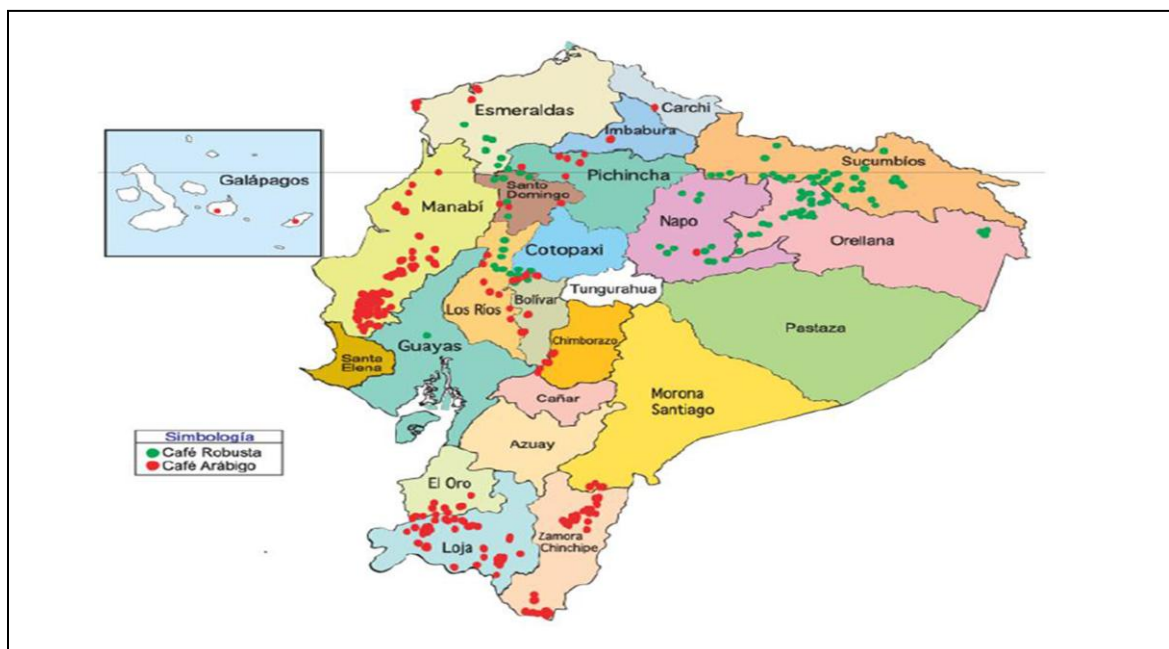 Esmeraldas
Carchi
Imbabura
Sucumbíos
Galápagos
Pichincha
Santo
Domingo
Manabí
Napo
Orellana
Cotopaxi
Tungurahua
Bolívar
Los Ríos
Pastaza
Guayas
Chimborazo
Santa
Elena
Morona
Santiago
Cañar
Azuay
Simbología
Café Robusta
Café Arábigo
El Oro
Loja
Zamora
Chinchipe